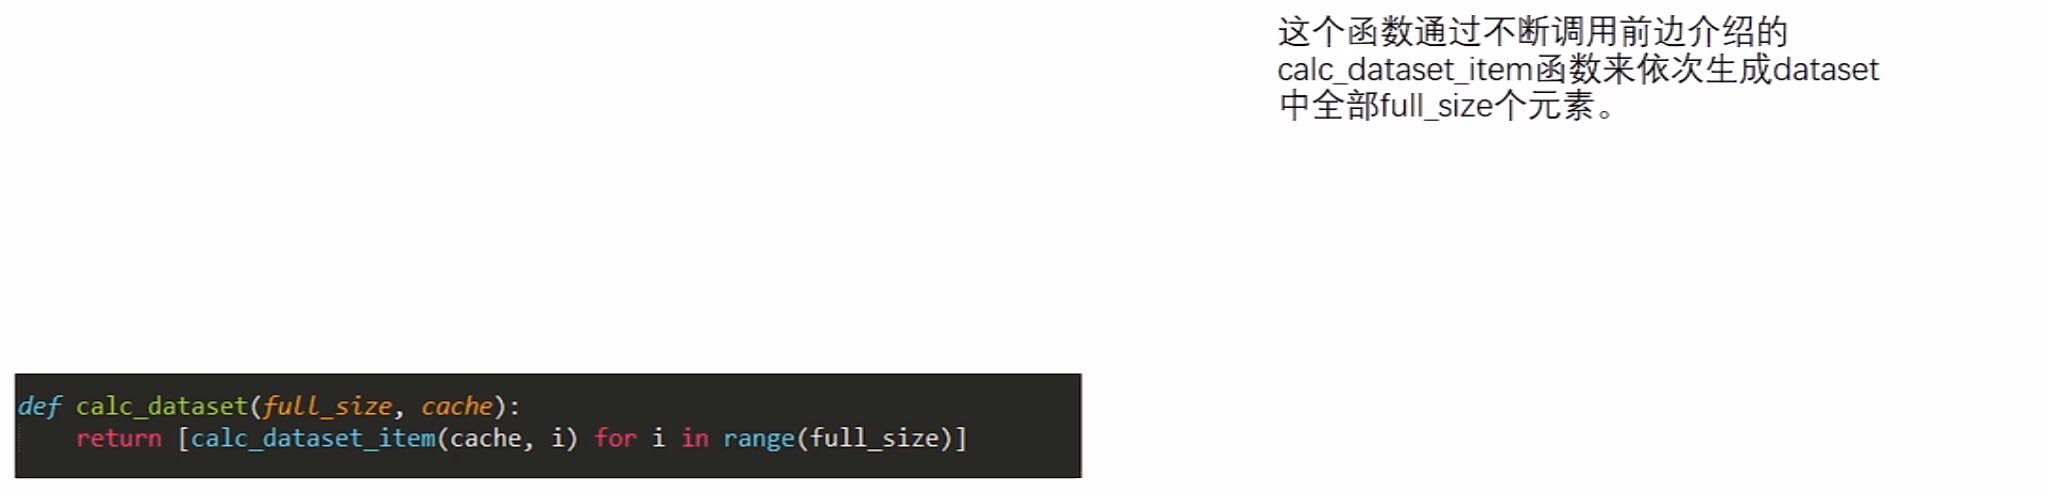 这个函数通过不断调用前边介绍的
calc_dataset_item函数来依次生成dataset
中全部full_size个元素。
def calc_dataset(full_size, cache):
    return [calc_dataset_item(cache, i) for i in range(full_size)]